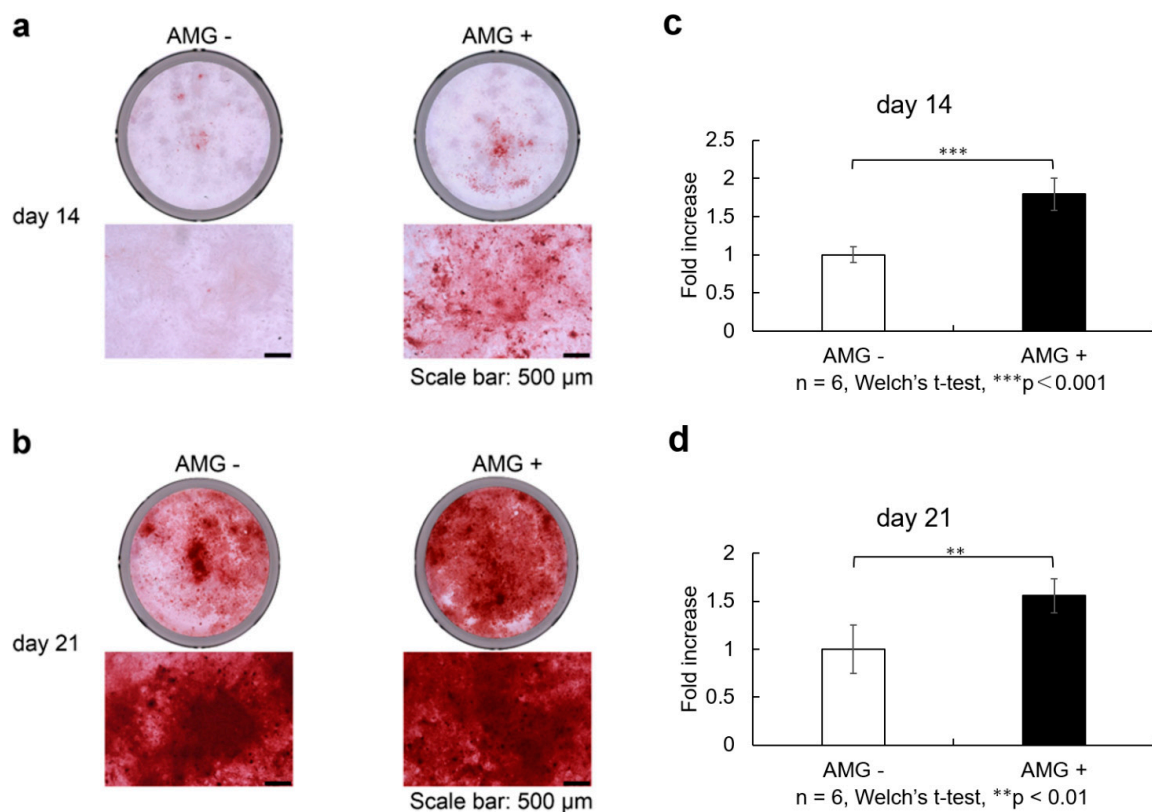 a
AMG -
AMG +
day 14
Scale bar: 500 μm
b
AMG -
AMG +
day 21
Scale bar: 500 μm
c
day 14
Fold increase
2.5
2
1.5
1
0.5
0
***
AMG -
AMG +
n = 6, Welch's t-test, ***p<0.001
d
day 21
Fold increase
2
1.5
1
0.5
0
**
AMG -
AMG +
n = 6, Welch's t-test, **p < 0.01